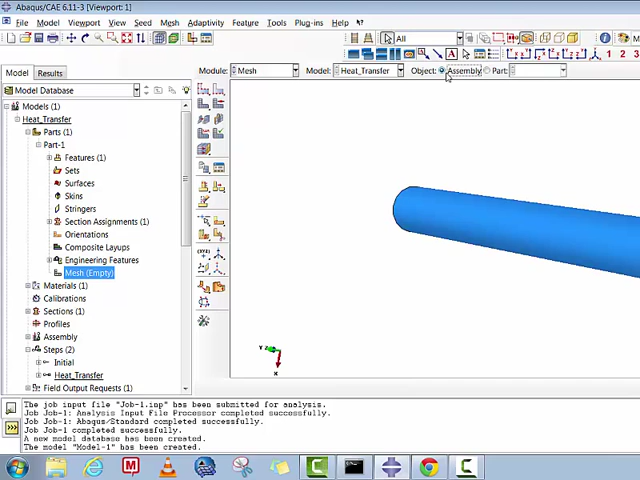 Abaqus/CAE 6.11-3 [Viewport: 1]
File Model Viewport View Seed Mesh Adaptivity Feature Tools Plug-ins Help
All
1 2 3
Model Results Module: Mesh Model: Heat_Transfer Object: Assembly Part:
Model Database
Models (1)
Heat_Transfer
Parts (1)
Part-1
Features (1)
Sets
Surfaces
Skins
Stringers
Section Assignments (1)
Orientations
Composite Layups
Engineering Features
Mesh (Empty)
Materials (1)
Calibrations
Sections (1)
Profiles
Assembly
Steps (2)
Initial
Heat_Transfer
Field Output Requests (1)
Y Z
X
The job input file "Job-1.inp" has been submitted for analysis.
Job Job-1: Analysis Input File Processor completed successfully.
Job Job-1: Abaqus/Standard completed successfully.
Job Job-1 completed successfully.
A new model database has been created.
The model "Model-1" has been created.